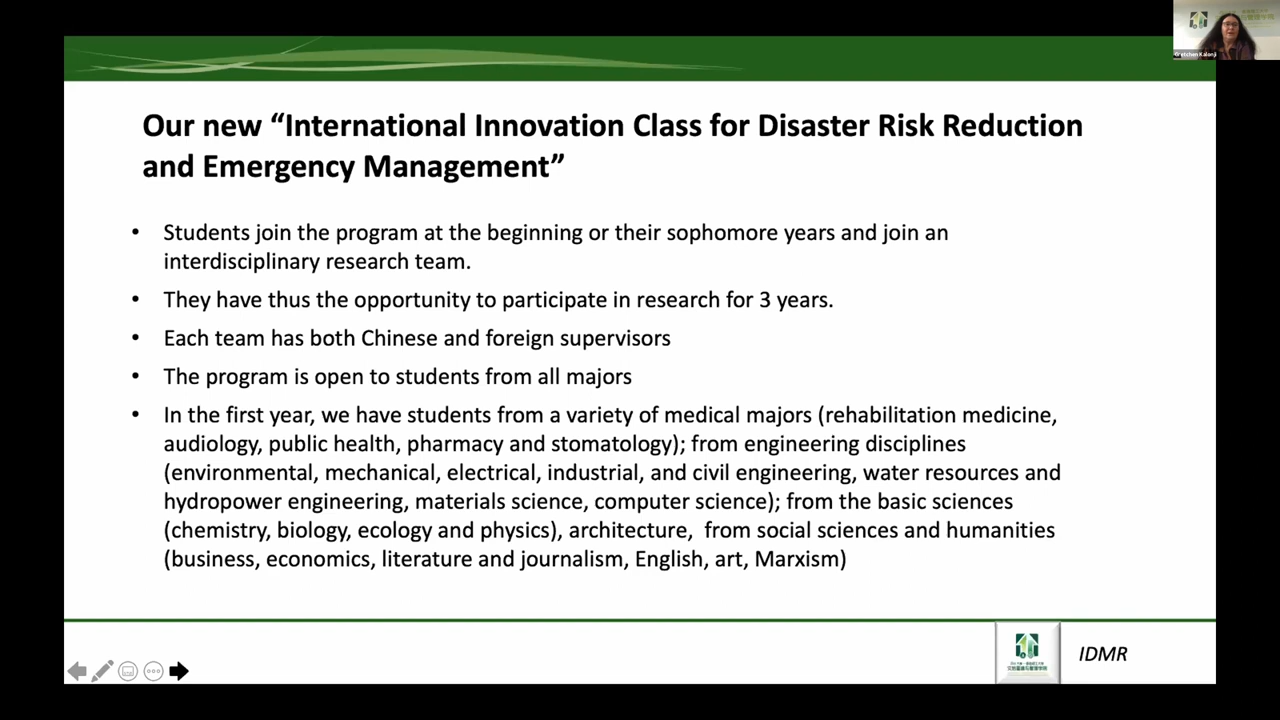 Gretchen Kalonji
Our new “International Innovation Class for Disaster Risk Reduction
and Emergency Management”
• Students join the program at the beginning or their sophomore years and join an
interdisciplinary research team.
• They have thus the opportunity to participate in research for 3 years.
• Each team has both Chinese and foreign supervisors
• The program is open to students from all majors
• In the first year, we have students from a variety of medical majors (rehabilitation medicine,
audiology, public health, pharmacy and stomatology); from engineering disciplines
(environmental, mechanical, electrical, industrial, and civil engineering, water resources and
hydropower engineering, materials science, computer science); from the basic sciences
(chemistry, biology, ecology and physics), architecture, from social sciences and humanities
(business, economics, literature and journalism, English, art, Marxism)
IDMR